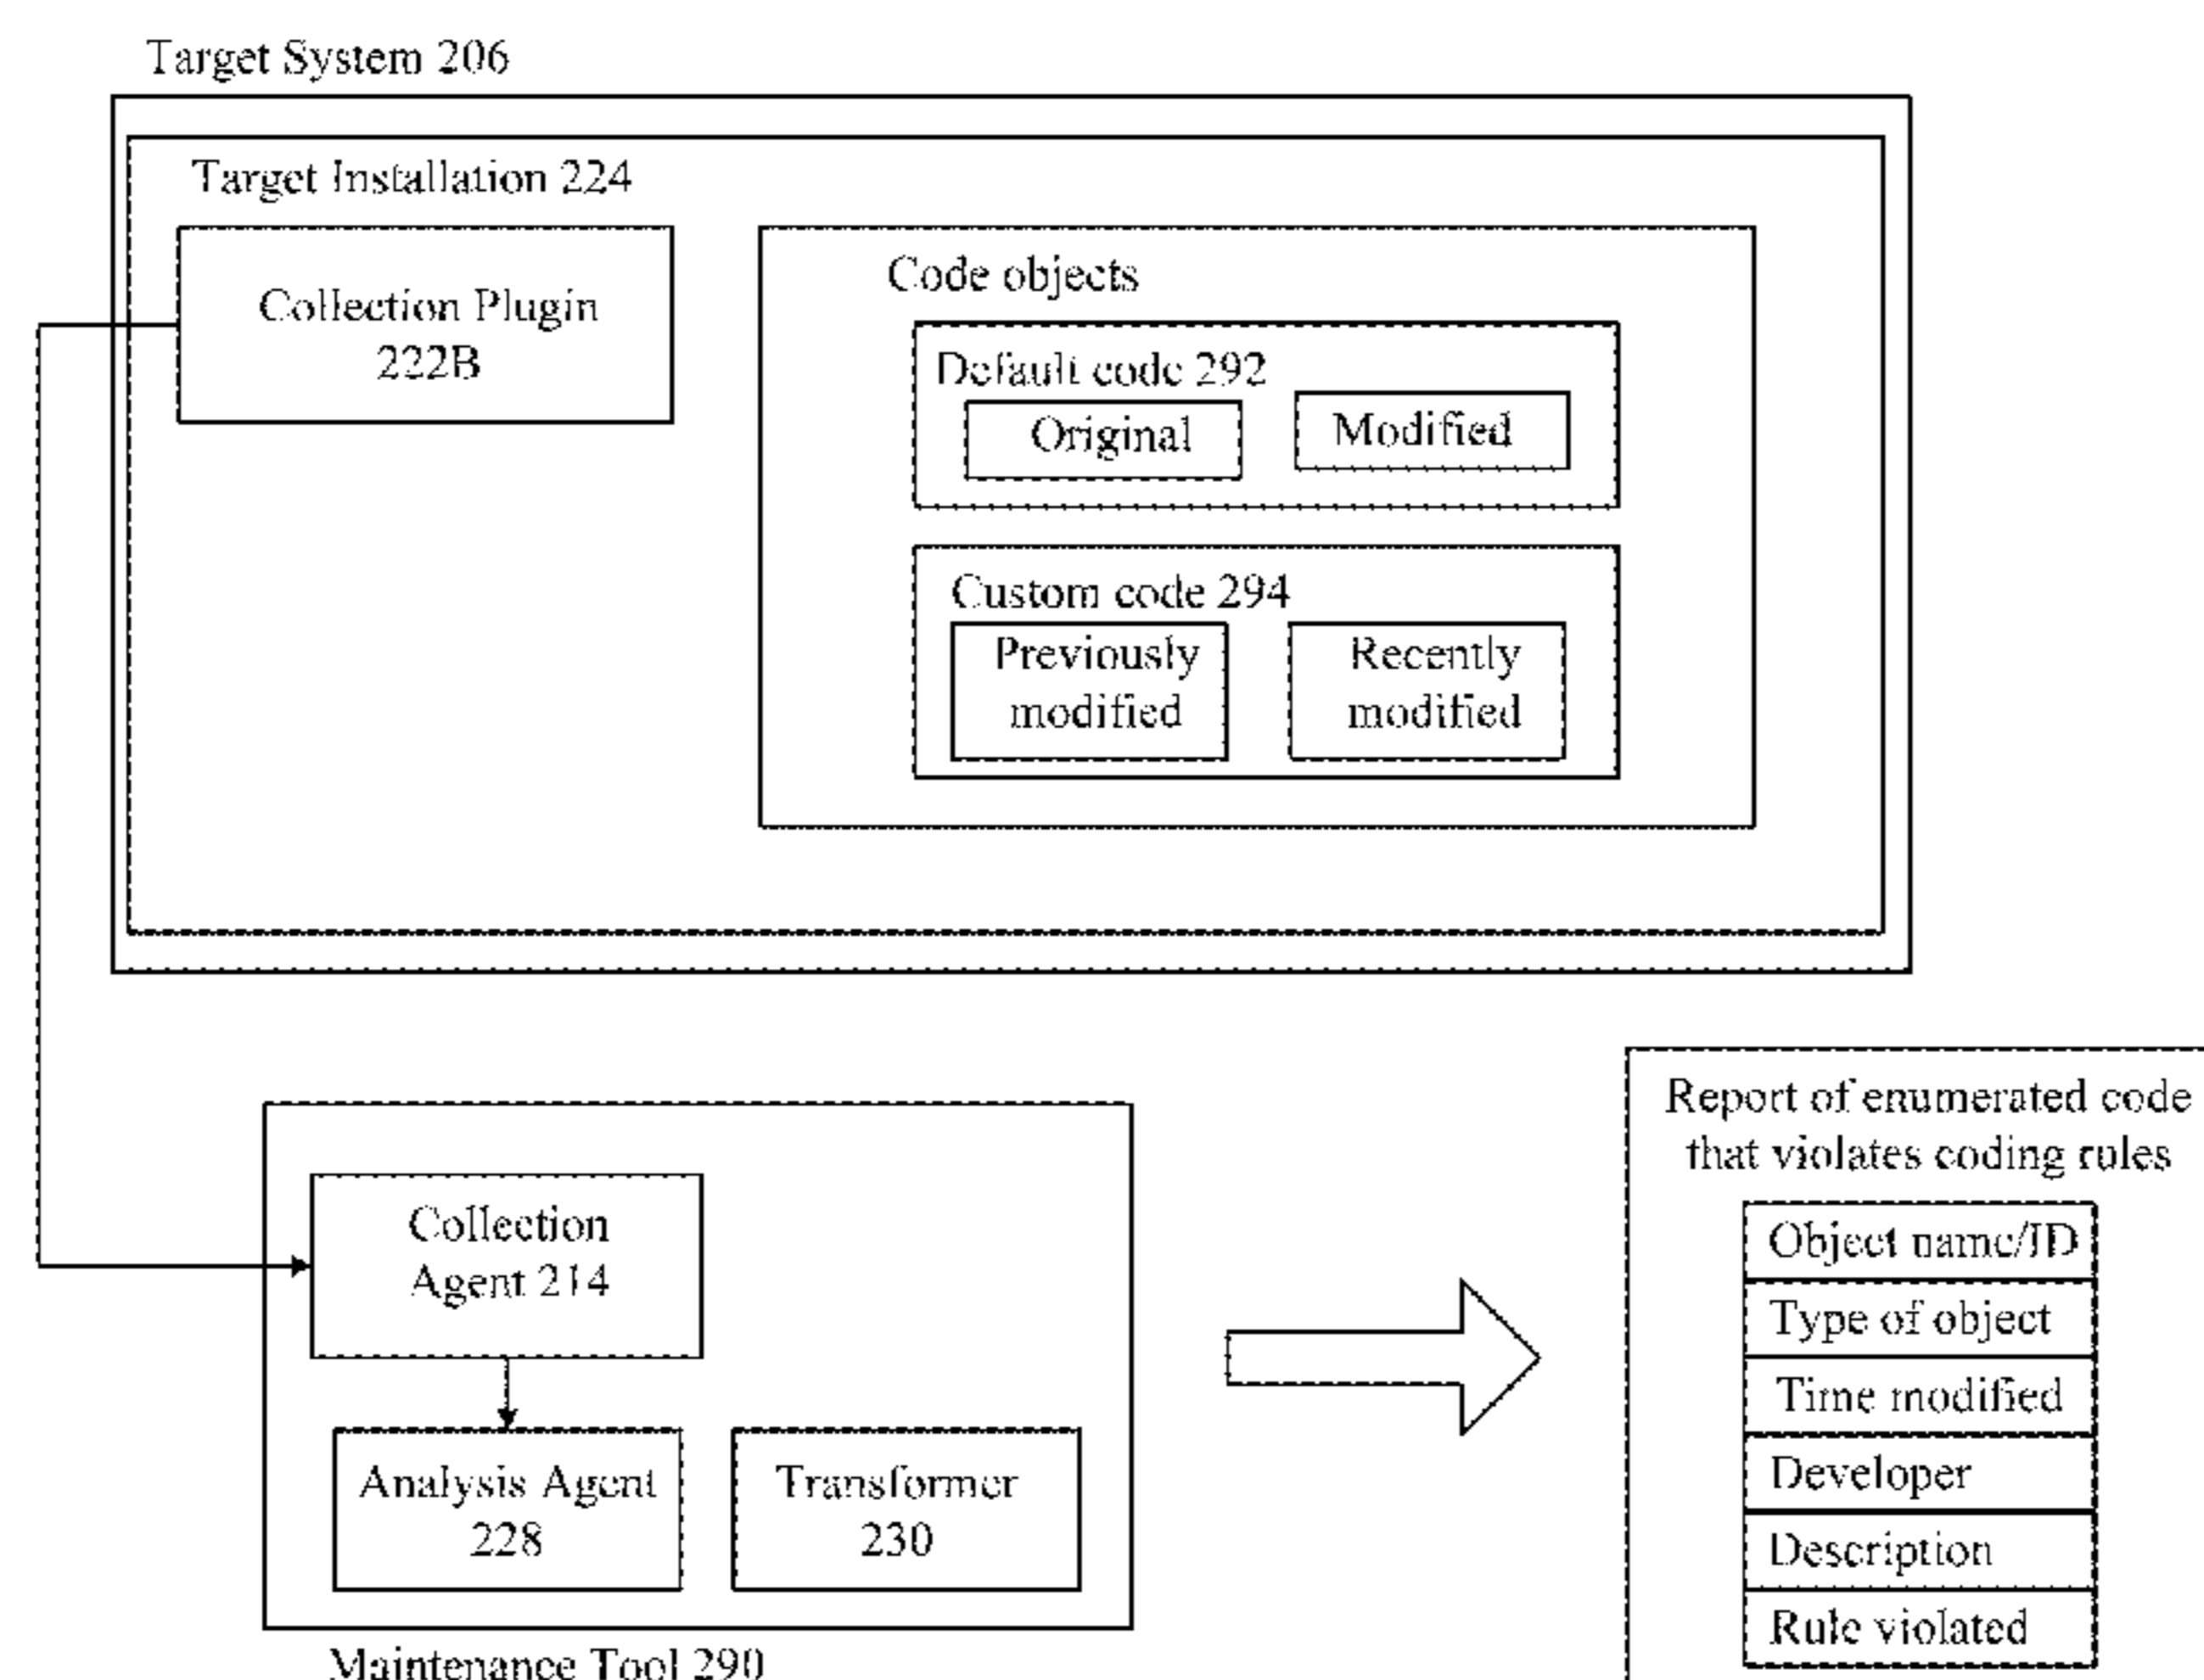 Target System 206
Target Installation 224
Collection Plugin
222B
Code objects
Default code 292
Original
Modified
Custom code 294
Previously
modified
Recently
modified
Collection
Agent 214
Analysis Agent
228
Transformer
230
Maintenance Tool 290
Report of enumerated code
that violates coding rules
Object name/ID
Type of object
Time modified
Developer
Description
Rule violated